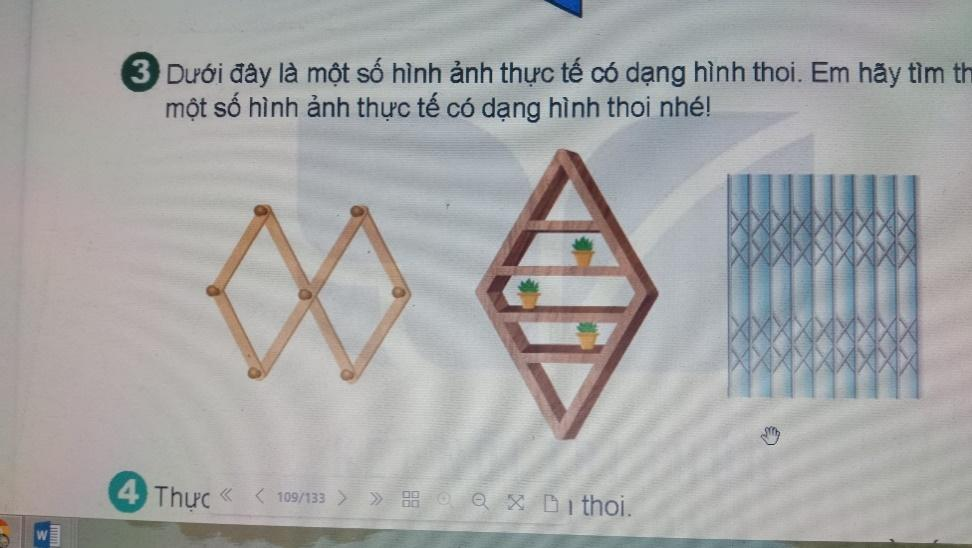 3 Dưới đây là một số hình ảnh thực tế có dạng hình thoi. Em hãy tìm th
một số hình ảnh thực tế có dạng hình thoi nhé!
4 Thực 109/133 thoi.
W